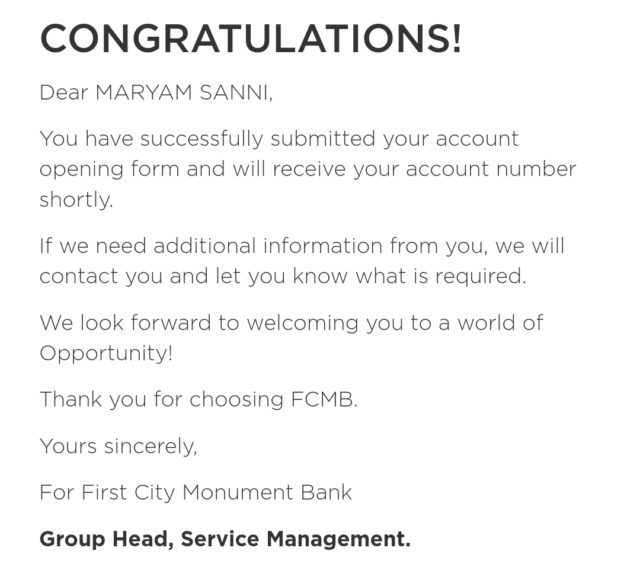 CONGRATULATIONS!
Dear MARYAM SANNI,
You have successfully submitted your account
opening form and will receive your account number
shortly.
If we need additional information from you, we will
contact you and let you know what is required.
We look forward to welcoming you to a world of
Opportunity!
Thank you for choosing FCMB.
Yours sincerely,
For First City Monument Bank
Group Head, Service Management.